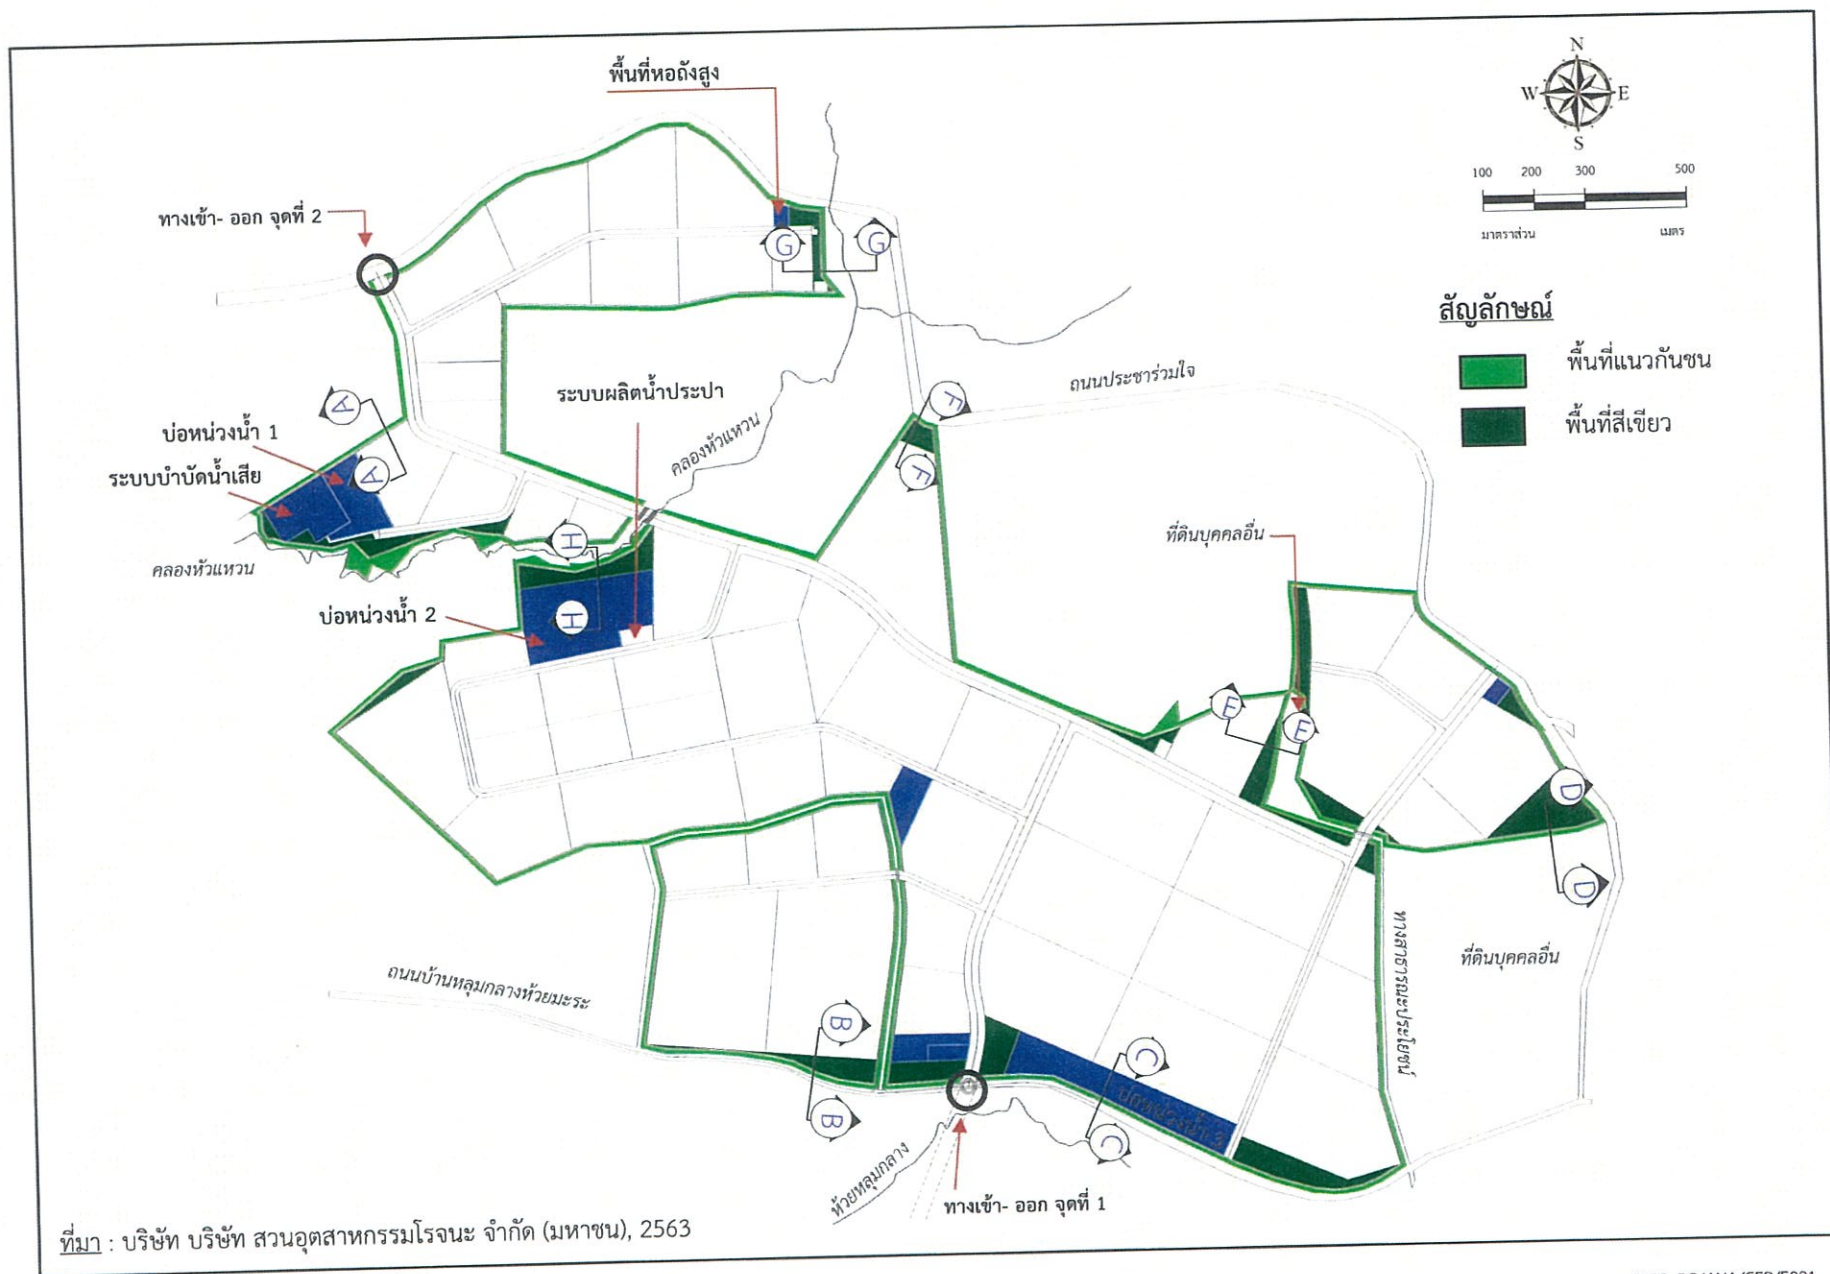 พื้นที่หอถังสูง
N
W E
S
100 200 300 500
มาตราส่วน เมตร
ทางเข้า- ออก จุดที่ 2
G G
สัญลักษณ์
พื้นที่แนวกันชน
พื้นที่สีเขียว
ถนนประชาร่วมใจ
ระบบผลิตน้ำประปา
A
A
F
F
บ่อหน่วงน้ำ 1
ระบบบำบัดน้ำเสีย
คลองหัวแหวน
ที่ดินบุคคลอื่น
H
H
คลองหัวแหวน
บ่อหน่วงน้ำ 2
E
E
D
D
ทางสาธารณะประโยชน์
ที่ดินบุคคลอื่น
ถนนบ้านหลุมกลางห้วยมะระ
B
B
C
C
บ่อหน่วงน้ำ 3
ห้วยหลุมกลาง
ทางเข้า- ออก จุดที่ 1
ที่มา : บริษัท บริษัท สวนอุตสาหกรรมโรจนะ จำกัด (มหาชน), 2563